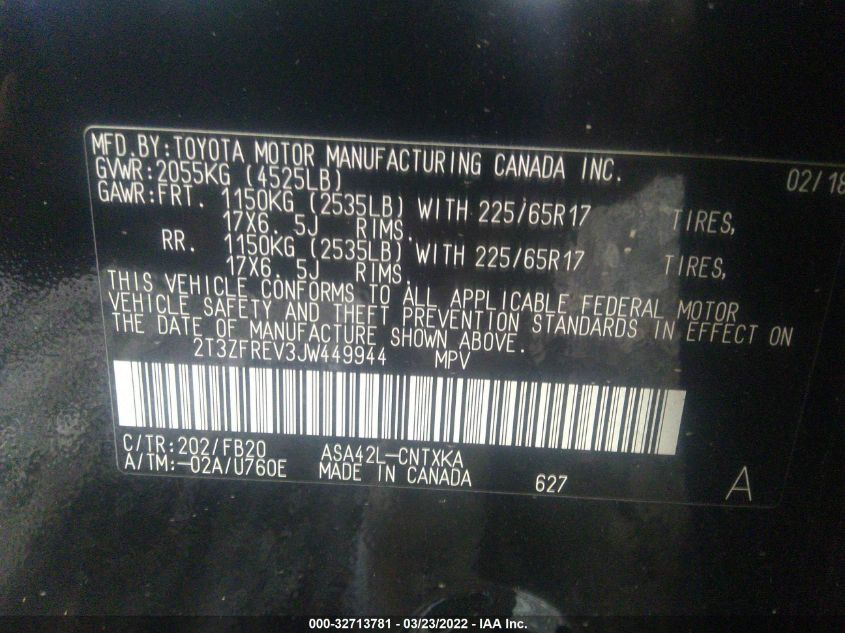 MFD.BY:TOYOTA MOTOR MANUFACTURING CANADA INC. 02/18
GVWR:2055KG (4525LB)
GAWR:FRT. 1150KG (2535LB) WITH 225/65R17 TIRES,
17X6. 5J RIMS.
RR. 1150KG (2535LB) WITH 225/65R17 TIRES,
17X6. 5J RIMS.
THIS VEHICLE CONFORMS TO ALL APPLICABLE FEDERAL MOTOR
VEHICLE SAFETY AND THEFT PREVENTION STANDARDS IN EFFECT ON
THE DATE OF MANUFACTURE SHOWN ABOVE.
2T3ZFREV3JW449944 MPV
C/TR:202/FB20 ASA42L-CNTXKA
A/TM:-02A/U760E MADE IN CANADA 627 A
000-32713781 - 03/23/2022 - IAA Inc.